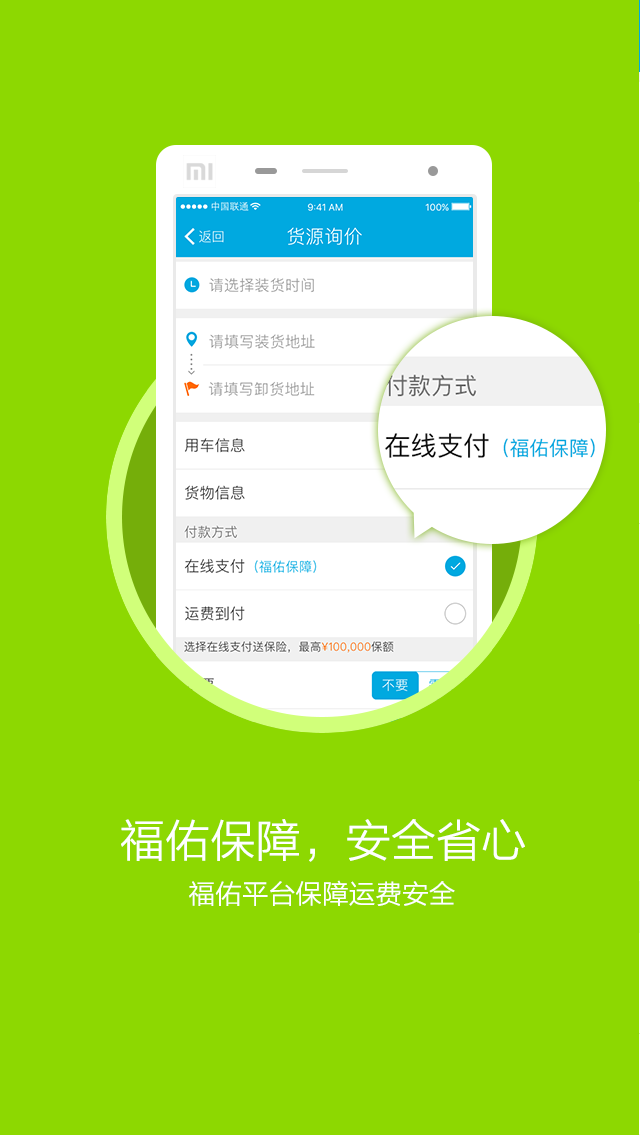 MI
中国联通 9:41 AM 100%
返回 货源询价
请选择装货时间
请填写装货地址
请填写卸货地址
付款方式
在线支付（福佑保障）
用车信息
货物信息
付款方式
在线支付（福佑保障）
运费到付
选择在线支付送保险，最高¥100,000保额
不要
福佑保障，安全省心
福佑平台保障运费安全